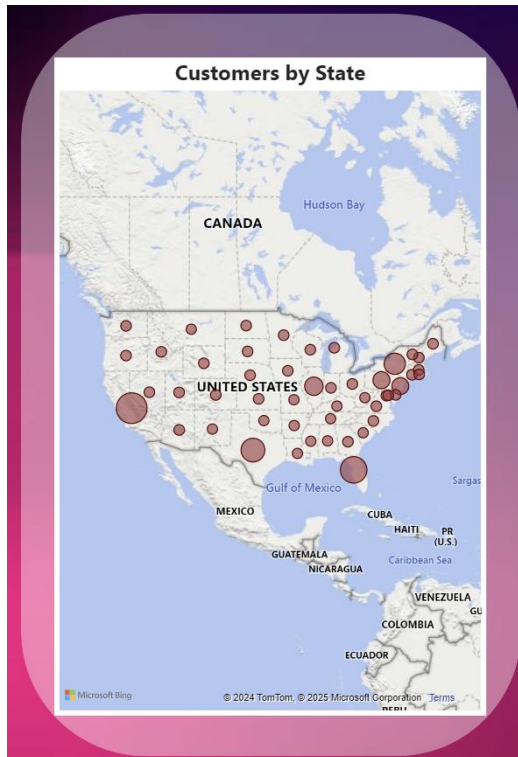 Customers by State
Hudson Bay
CANADA
UNITED STATES
Sargas
Gulf of Mexico
MEXICO
CUBA
HAITI
PR
(U.S.)
GUATEMALA
NICARAGUA
Caribbean Sea
VENEZUELA
GU
COLOMBIA
ECUADOR
Microsoft Bing
© 2024 TomTom, © 2025 Microsoft Corporation Terms
PERU